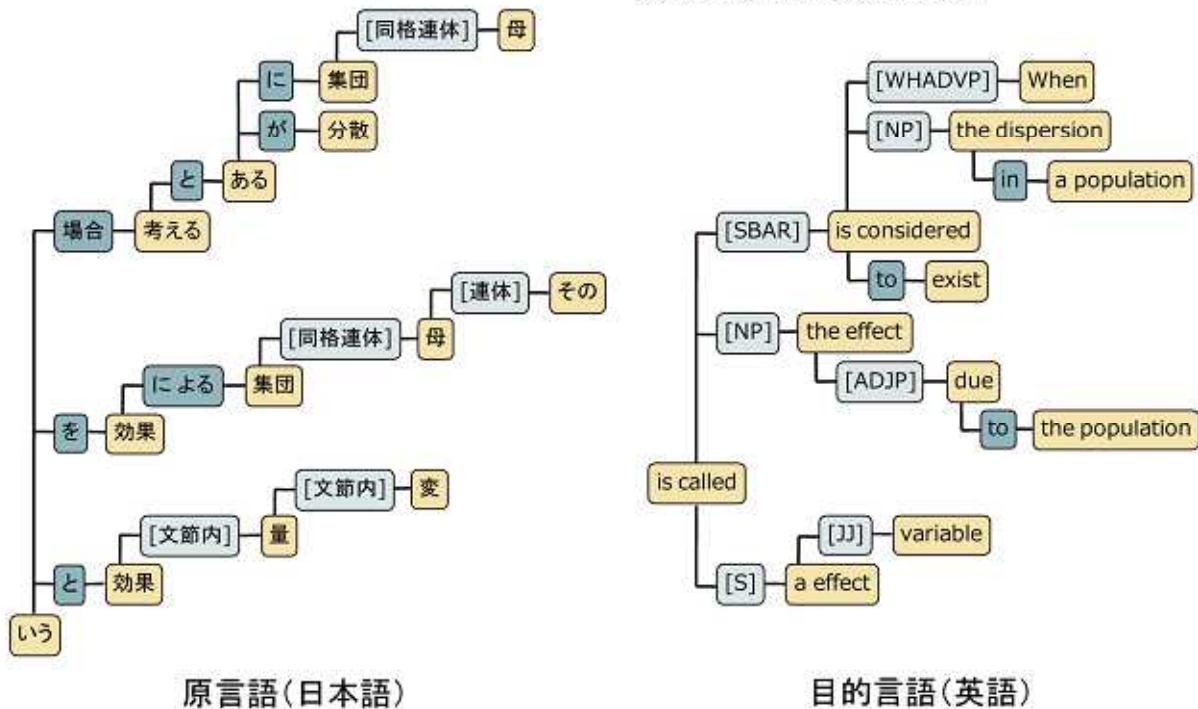 [同格連体] 母
に 集団
が 分散
と ある
場合 考える
[連体] その
[同格連体] 母
による 集団
を 効果
[文節内] 変
[文節内] 量
と 効果
いう
原言語(日本語)
[WHADVP] When
[NP] the dispersion
in a population
[SBAR] is considered
to exist
[NP] the effect
[ADJP] due
to the population
is called
[JJ] variable
[S] a effect
目的言語(英語)